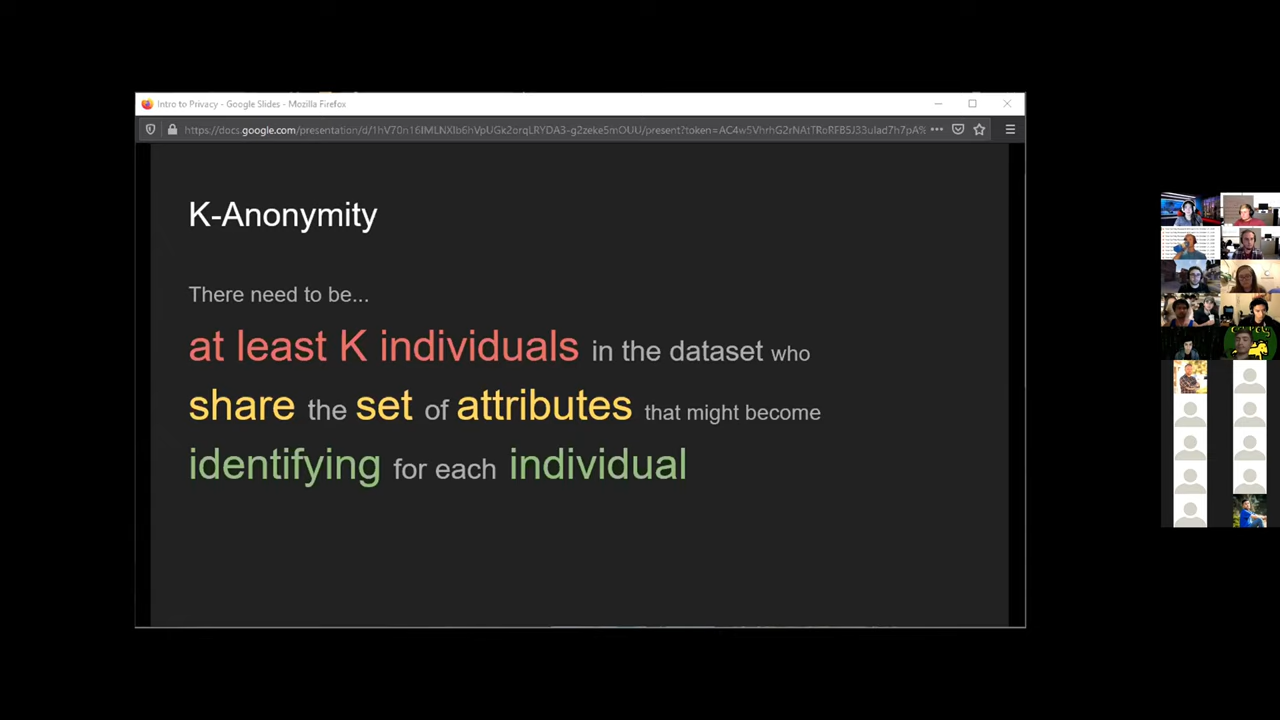 Intro to Privacy - Google Slides - Mozilla Firefox
K-Anonymity
There need to be...
at least K individuals in the dataset who
share the set of attributes that might become
identifying for each individual